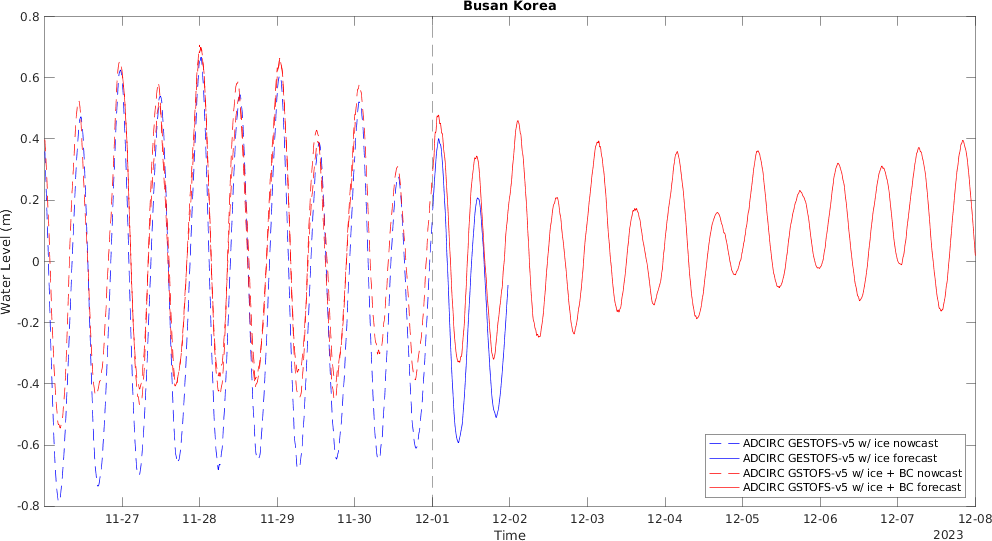 Busan Korea
0.8
0.6
0.4
0.2
0
-0.2
-0.4
-0.6
-0.8
Water Level (m)
ADCIRC GESTOFS-v5 w/ ice nowcast
ADCIRC GESTOFS-v5 w/ ice forecast
ADCIRC GSTOFS-v5 w/ ice + BC nowcast
ADCIRC GSTOFS-v5 w/ ice + BC forecast
11-27 11-28 11-29 11-30 12-01 12-02 12-03 12-04 12-05 12-06 12-07 12-08
Time
2023